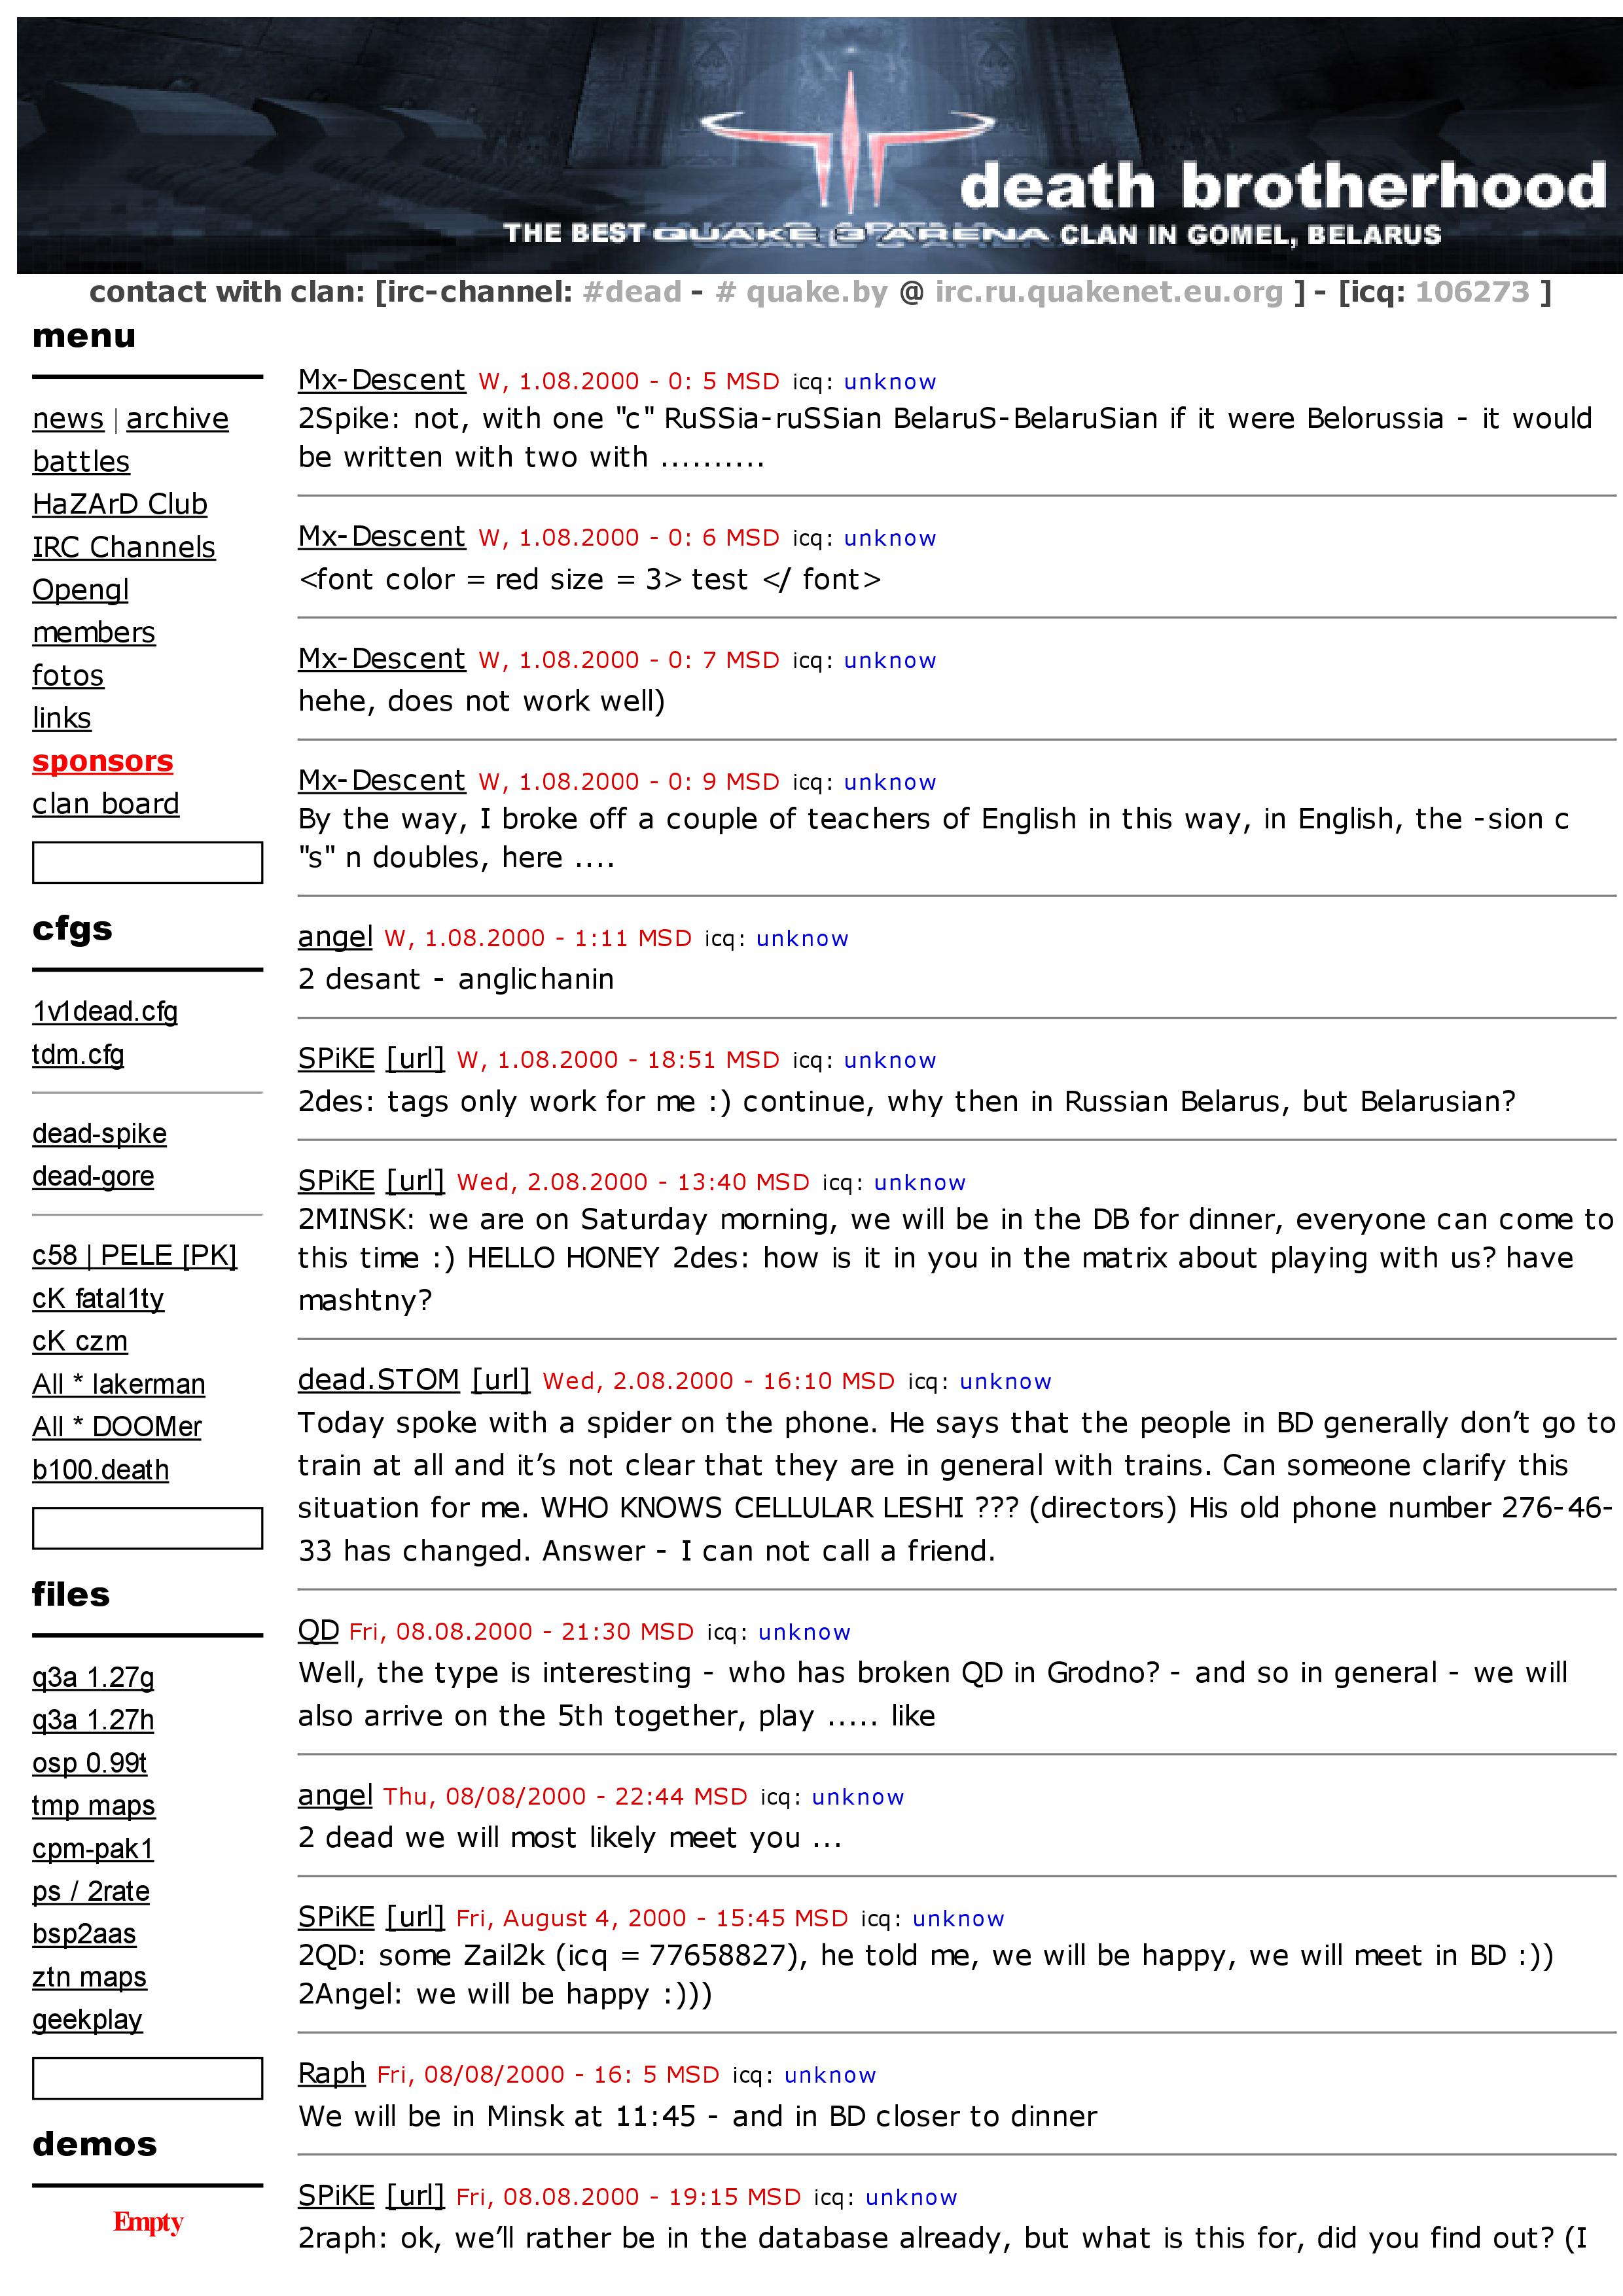 death brotherhood
THE BEST QUAKE 3 ARENA CLAN IN GOMEL, BELARUS
contact with clan: [irc-channel: #dead - # quake.by @ irc.ru.quakenet.eu.org ] - [icq: 106273 ]
menu
news | archive
battles
HaZArD Club
IRC Channels
Opengl
members
fotos
links
sponsors
clan board
cfgs
1v1dead.cfg
tdm.cfg
dead-spike
dead-gore
c58 | PELE [PK]
cK fatal1ty
cK czm
All * lakerman
All * DOOMer
b100.death
files
q3a 1.27g
q3a 1.27h
osp 0.99t
tmp maps
cpm-pak1
ps / 2rate
bsp2aas
ztn maps
geekplay
demos
Empty
Mx-Descent W, 1.08.2000 - 0: 5 MSD icq: unknow
2Spike: not, with one "c" RuSSia-ruSSian BelaruS-BelaruSian if it were Belorussia - it would
be written with two with ..........
Mx-Descent W, 1.08.2000 - 0: 6 MSD icq: unknow
<font color = red size = 3> test </ font>
Mx-Descent W, 1.08.2000 - 0: 7 MSD icq: unknow
hehe, does not work well)
Mx-Descent W, 1.08.2000 - 0: 9 MSD icq: unknow
By the way, I broke off a couple of teachers of English in this way, in English, the -sion c
"s" n doubles, here ....
angel W, 1.08.2000 - 1:11 MSD icq: unknow
2 desant - anglichanin
SPiKE [url] W, 1.08.2000 - 18:51 MSD icq: unknow
2des: tags only work for me :) continue, why then in Russian Belarus, but Belarusian?
SPiKE [url] Wed, 2.08.2000 - 13:40 MSD icq: unknow
2MINSK: we are on Saturday morning, we will be in the DB for dinner, everyone can come to
this time :) HELLO HONEY 2des: how is it in you in the matrix about playing with us? have
mashtny?
dead.STOM [url] Wed, 2.08.2000 - 16:10 MSD icq: unknow
Today spoke with a spider on the phone. He says that the people in BD generally don't go to
train at all and it's not clear that they are in general with trains. Can someone clarify this
situation for me. WHO KNOWS CELLULAR LESHI ??? (directors) His old phone number 276-46-
33 has changed. Answer - I can not call a friend.
QD Fri, 08.08.2000 - 21:30 MSD icq: unknow
Well, the type is interesting - who has broken QD in Grodno? - and so in general - we will
also arrive on the 5th together, play ..... like
angel Thu, 08/08/2000 - 22:44 MSD icq: unknow
2 dead we will most likely meet you ...
SPiKE [url] Fri, August 4, 2000 - 15:45 MSD icq: unknow
2QD: some Zail2k (icq = 77658827), he told me, we will be happy, we will meet in BD :))
2Angel: we will be happy :)))
Raph Fri, 08/08/2000 - 16: 5 MSD icq: unknow
We will be in Minsk at 11:45 - and in BD closer to dinner
SPiKE [url] Fri, 08.08.2000 - 19:15 MSD icq: unknow
2raph: ok, we'll rather be in the database already, but what is this for, did you find out? (I